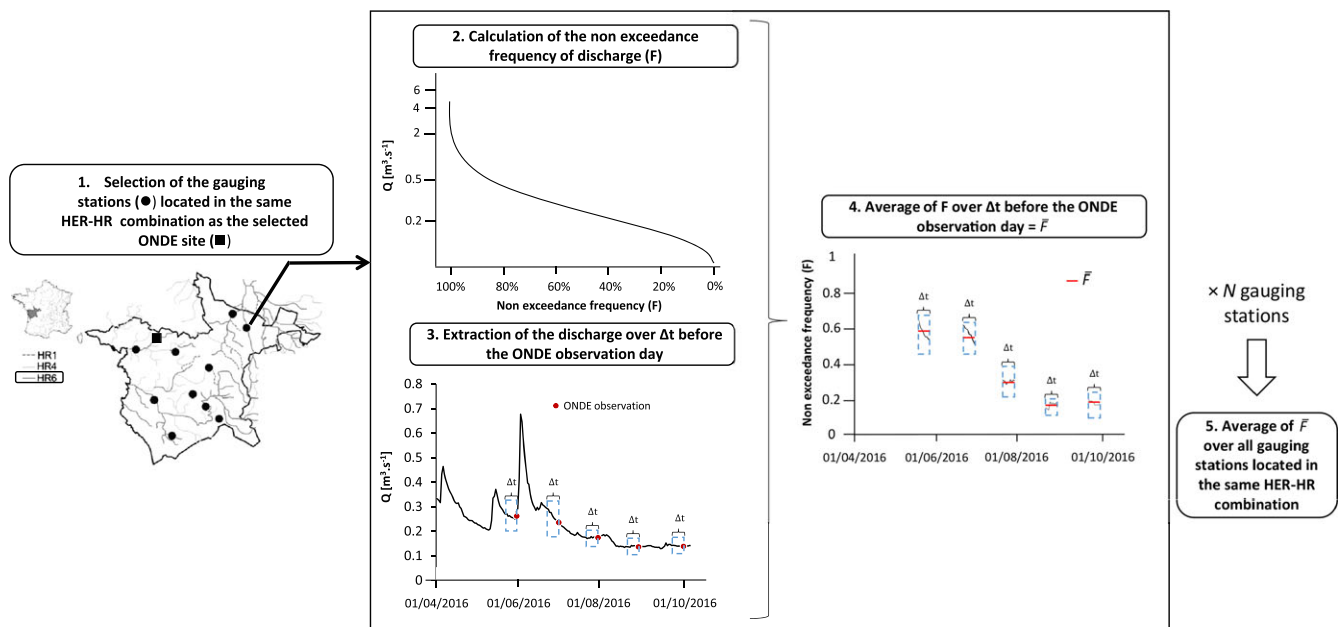 1. Selection of the gauging
stations (●) located in the same
HER-HR combination as the selected
ONDE site (■)
HR1
HR4
HR6
2. Calculation of the non exceedance
frequency of discharge (F)
Q [m³.s⁻¹]
6
4
2
0.5
0.2
100%
80%
60%
40%
20%
0%
Non exceedance frequency (F)
3. Extraction of the discharge over Δt before
the ONDE observation day
Q [m³.s⁻¹]
0.8
0.7
0.6
0.5
0.4
0.3
0.2
0.1
0
ONDE observation
Δt
Δt
Δt
Δt
Δt
01/04/2016
01/06/2016
01/08/2016
01/10/2016
4. Average of F over Δt before the ONDE
observation day = F̅
Non exceedance frequency (F)
1
0.8
0.6
0.4
0.2
0
F̅
Δt
Δt
Δt
Δt
Δt
01/04/2016
01/06/2016
01/08/2016
01/10/2016
× N gauging
stations
5. Average of F̅
over all gauging
stations located in
the same HER-HR
combination